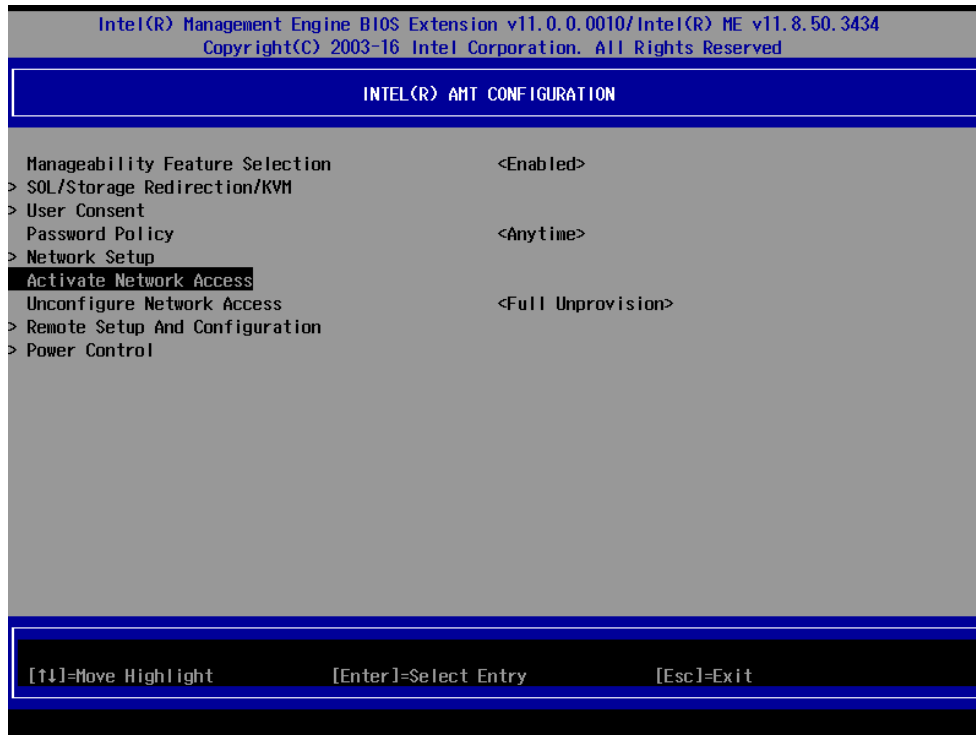 Intel(R) Management Engine BIOS Extension v11.0.0.0010/Intel(R) ME v11.8.50.3434
Copyright(C) 2003-16 Intel Corporation. All Rights Reserved
INTEL(R) AMT CONFIGURATION
Manageability Feature Selection <Enabled>
> SOL/Storage Redirection/KVM
> User Consent
Password Policy <Anytime>
> Network Setup
Activate Network Access
Unconfigure Network Access <Full Unprovision>
> Remote Setup And Configuration
> Power Control
[↑↓]=Move Highlight [Enter]=Select Entry [Esc]=Exit